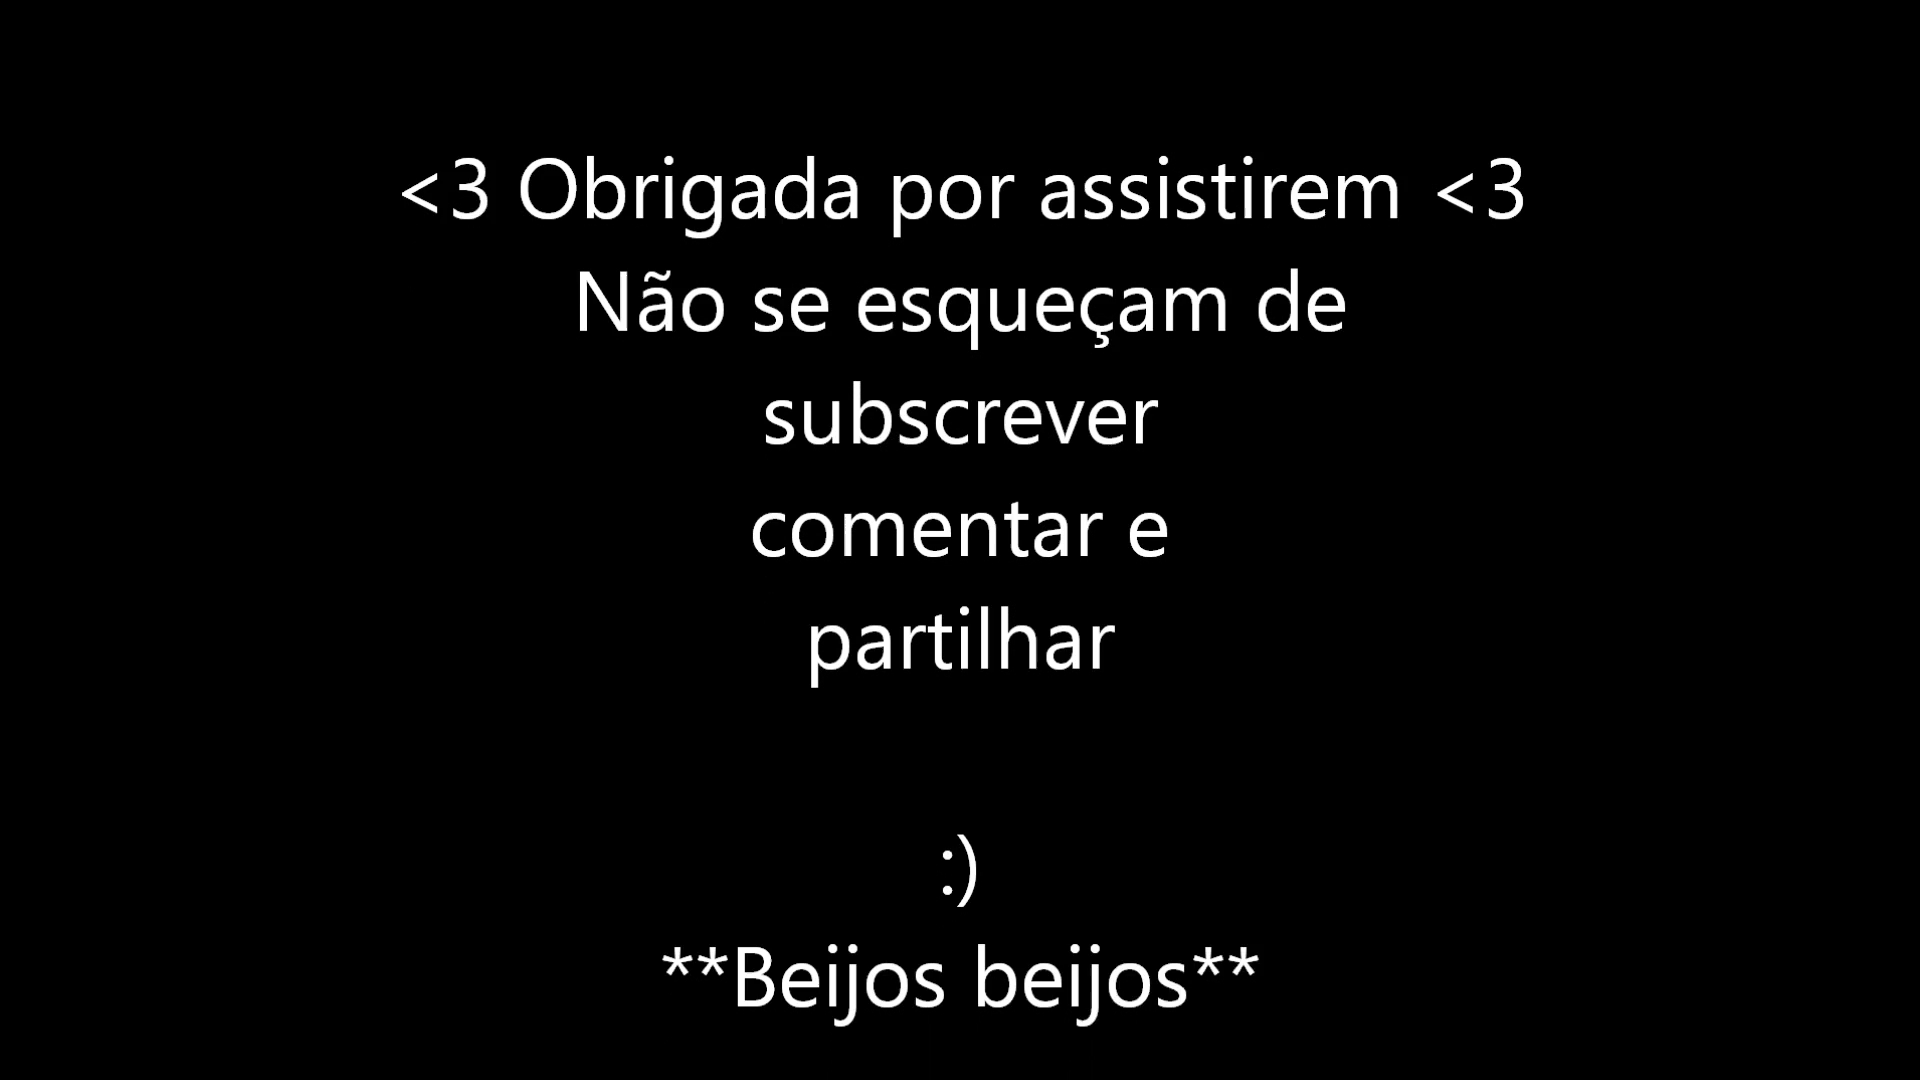 <3 Obrigada por assistirem <3
Não se esqueçam de
subscrever
comentar e
partilhar
:)
**Beijos beijos**